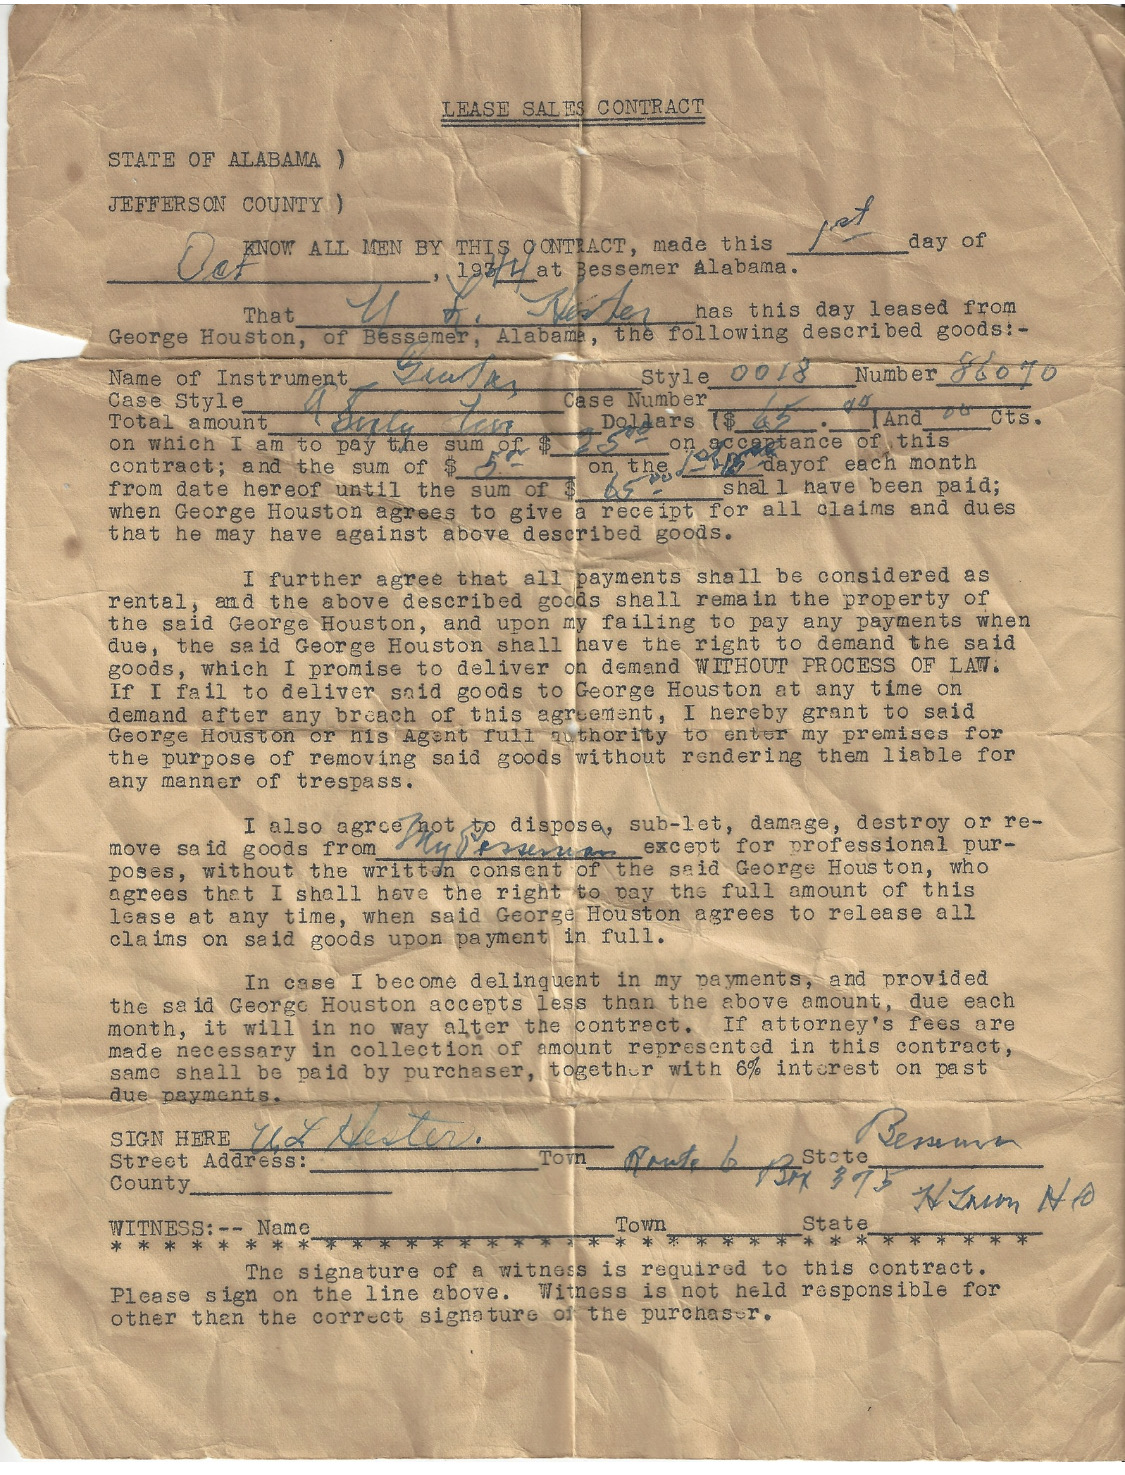 LEASE SALES CONTRACT
STATE OF ALABAMA )
JEFFERSON COUNTY )
KNOW ALL MEN BY THIS CONTRACT, made this 1st day of
Oct, 1944 at Bessemer Alabama.
That U L. Hester has this day leased from
George Houston, of Bessemer, Alabama, the following described goods:-
Name of Instrument Guitar Style 0018 Number 86070
Case Style Case Number
Total amount Sixty Five Dollars ($ 65.00 (And 00 Cts.
on which I am to pay the sum of $ 25 00 on acceptance of this
contract; and the sum of $ 5 00 on the 1st dayof each month
from date hereof until the sum of $ 65 00 shall have been paid;
when George Houston agrees to give a receipt for all claims and dues
that he may have against above described goods.
I further agree that all payments shall be considered as
rental, and the above described goods shall remain the property of
the said George Houston, and upon my failing to pay any payments when
due, the said George Houston shall have the right to demand the said
goods, which I promise to deliver on demand WITHOUT PROCESS OF LAW.
If I fail to deliver said goods to George Houston at any time on
demand after any breach of this agreement, I hereby grant to said
George Houston or his Agent full authority to enter my premises for
the purpose of removing said goods without rendering them liable for
any manner of trespass.
I also agree not to dispose, sub-let, damage, destroy or re-
move said goods from My Possession except for professional pur-
poses, without the written consent of the said George Houston, who
agrees that I shall have the right to pay the full amount of this
lease at any time, when said George Houston agrees to release all
claims on said goods upon payment in full.
In case I become delinquent in my payments, and provided
the said George Houston accepts less than the above amount, due each
month, it will in no way alter the contract. If attorney's fees are
made necessary in collection of amount represented in this contract,
same shall be paid by purchaser, together with 6% interest on past
due payments.
SIGN HERE U L Hester. Bessemer
Street Address: Town Route 6 Box 375 State
County
WITNESS:-- Name Town State
* * * * * * * * * * * * * * * * * * * * * * * * * * * * * * * * * * *
The signature of a witness is required to this contract.
Please sign on the line above. Witness is not held responsible for
other than the correct signature of the purchaser.